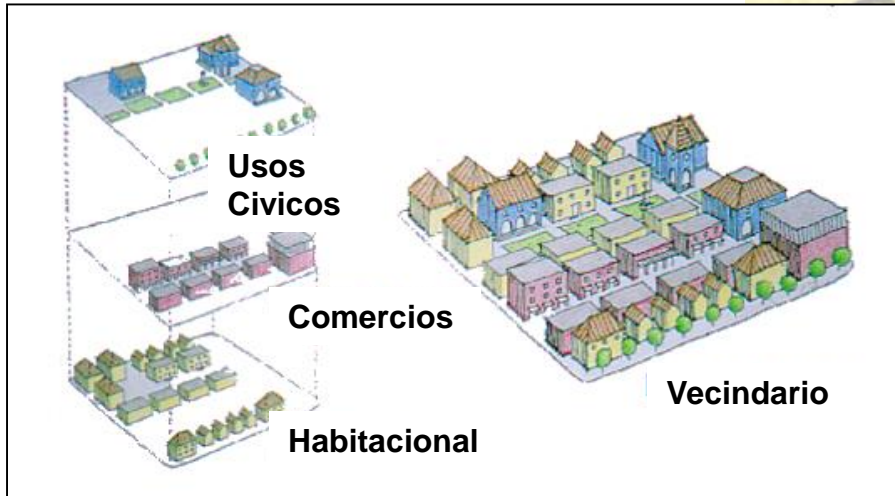 Usos
Civicos
Comercios
Habitacional
Vecindario